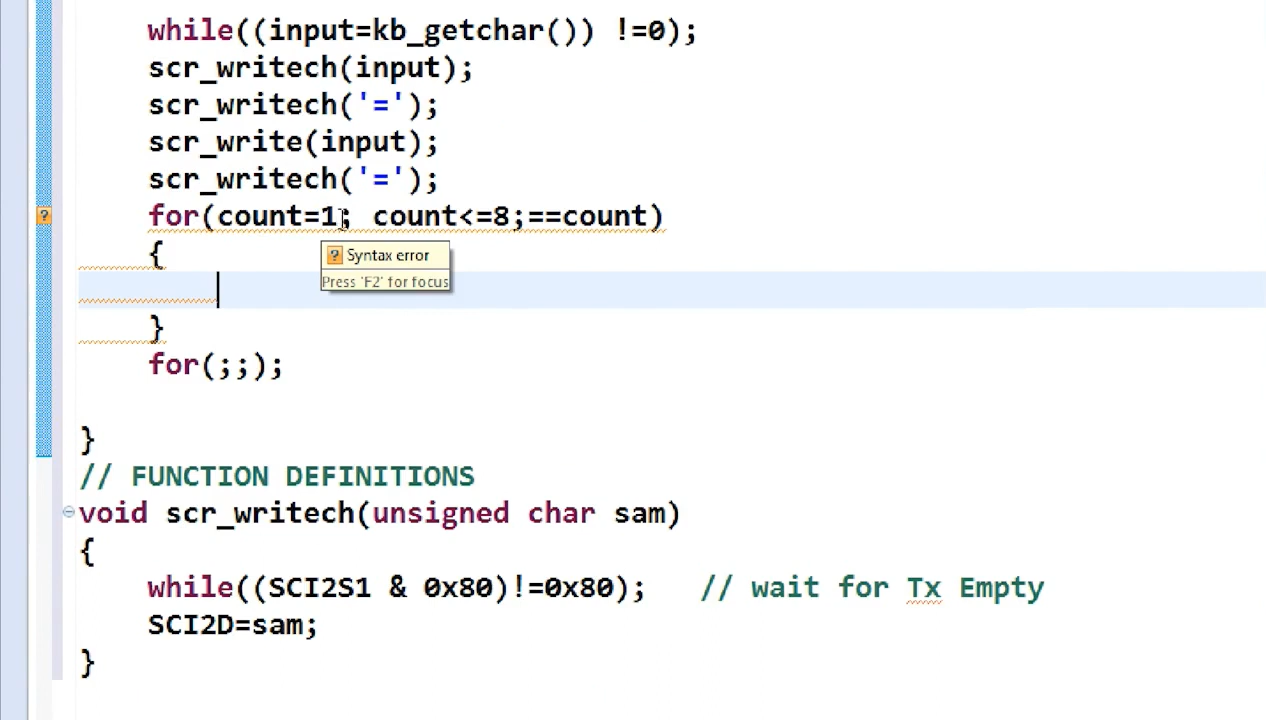 while((input=kb_getchar()) !=0);
scr_writech(input);
scr_writech('=');
scr_write(input);
scr_writech('=');
for(count=1; count<=8;==count)
{
Syntax error
Press 'F2' for focus
}
for(;;);
}
// FUNCTION DEFINITIONS
void scr_writech(unsigned char sam)
{
while((SCI2S1 & 0x80)!=0x80); // wait for Tx Empty
SCI2D=sam;
}